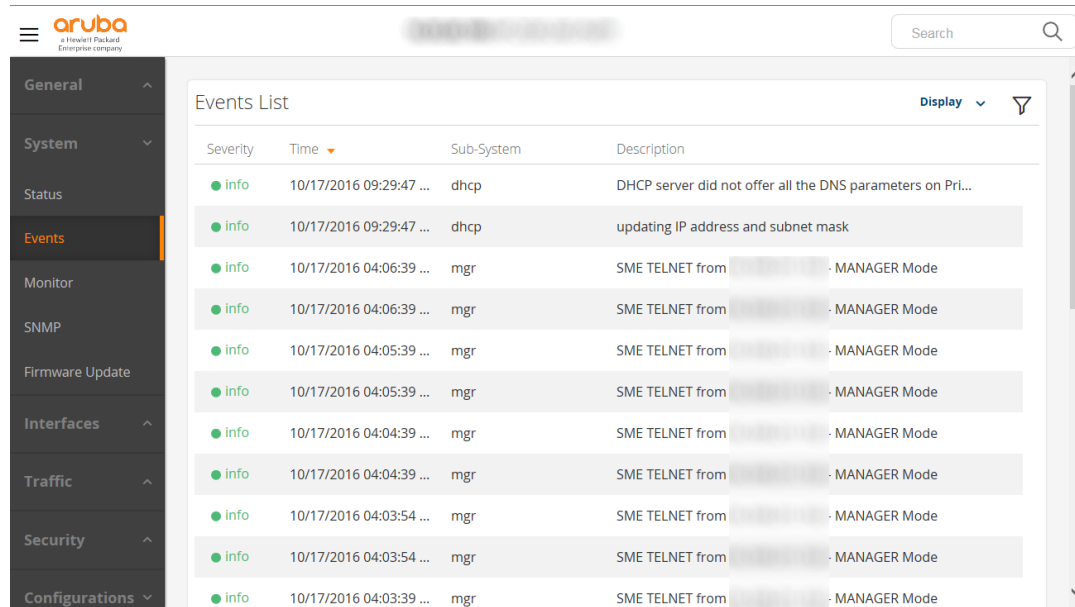 aruba
a Hewlett Packard
Enterprise company
Search
General
System
Status
Events
Monitor
SNMP
Firmware Update
Interfaces
Traffic
Security
Configurations
Events List
Display
Severity Time Sub-System Description
info 10/17/2016 09:29:47 ... dhcp DHCP server did not offer all the DNS parameters on Pri...
info 10/17/2016 09:29:47 ... dhcp updating IP address and subnet mask
info 10/17/2016 04:06:39 ... mgr SME TELNET from - MANAGER Mode
info 10/17/2016 04:06:39 ... mgr SME TELNET from - MANAGER Mode
info 10/17/2016 04:05:39 ... mgr SME TELNET from - MANAGER Mode
info 10/17/2016 04:05:39 ... mgr SME TELNET from - MANAGER Mode
info 10/17/2016 04:04:39 ... mgr SME TELNET from - MANAGER Mode
info 10/17/2016 04:04:39 ... mgr SME TELNET from - MANAGER Mode
info 10/17/2016 04:03:54 ... mgr SME TELNET from - MANAGER Mode
info 10/17/2016 04:03:54 ... mgr SME TELNET from - MANAGER Mode
info 10/17/2016 04:03:39 ... mgr SME TELNET from - MANAGER Mode